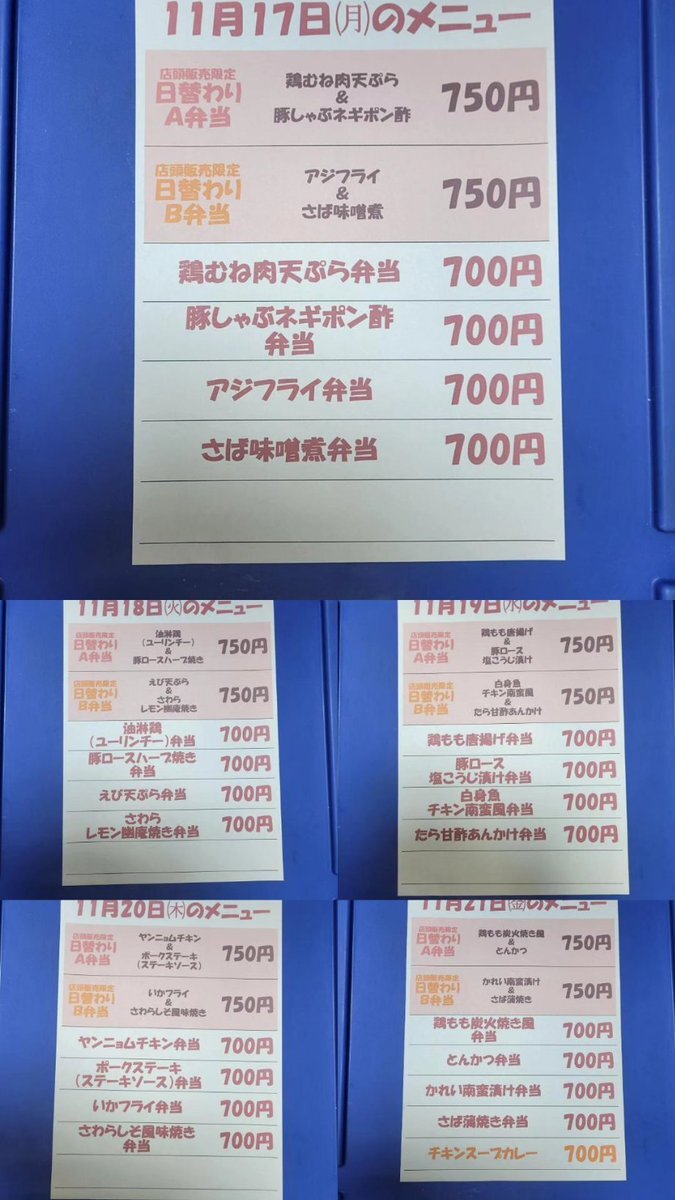 11月17日㈪のメニュー
店頭販売限定
日替わり
A弁当
鶏むね肉天ぷら
&
豚しゃぶネギポン酢
750円
店頭販売限定
日替わり
B弁当
アジフライ
&
さば味噌煮
750円
鶏むね肉天ぷら弁当 700円
豚しゃぶネギポン酢
弁当 700円
アジフライ弁当 700円
さば味噌煮弁当 700円
11月18日㈫のメニュー
店頭販売限定
日替わり
A弁当
油淋鶏
(ユーリンチー)
&
豚ロースハーブ焼き
750円
店頭販売限定
日替わり
B弁当
えび天ぷら
&
さわら
レモン幽庵焼き
750円
油淋鶏
(ユーリンチー)弁当 700円
豚ロースハーブ焼き
弁当 700円
えび天ぷら弁当 700円
さわら
レモン幽庵焼き弁当 700円
11月19日㈬のメニュー
店頭販売限定
日替わり
A弁当
鶏もも唐揚げ
&
豚ロース
塩こうじ漬け
750円
店頭販売限定
日替わり
B弁当
白身魚
チキン南蛮風
&
たら甘酢あんかけ
750円
鶏もも唐揚げ弁当 700円
豚ロース
塩こうじ漬け弁当 700円
白身魚
チキン南蛮風弁当 700円
たら甘酢あんかけ弁当 700円
11月20日㈭のメニュー
店頭販売限定
日替わり
A弁当
ヤンニョムチキン
&
ポークステーキ
(ステーキソース)
750円
店頭販売限定
日替わり
B弁当
いかフライ
&
さわらしそ風味焼き
750円
ヤンニョムチキン弁当 700円
ポークステーキ
(ステーキソース)弁当 700円
いかフライ弁当 700円
さわらしそ風味焼き
弁当 700円
11月21日㈮のメニュー
店頭販売限定
日替わり
A弁当
鶏もも炭火焼き風
&
とんかつ
750円
店頭販売限定
日替わり
B弁当
かれい南蛮漬け
&
さば蒲焼き
750円
鶏もも炭火焼き風
弁当 700円
とんかつ弁当 700円
かれい南蛮漬け弁当 700円
さば蒲焼き弁当 700円
チキンスープカレー 700円